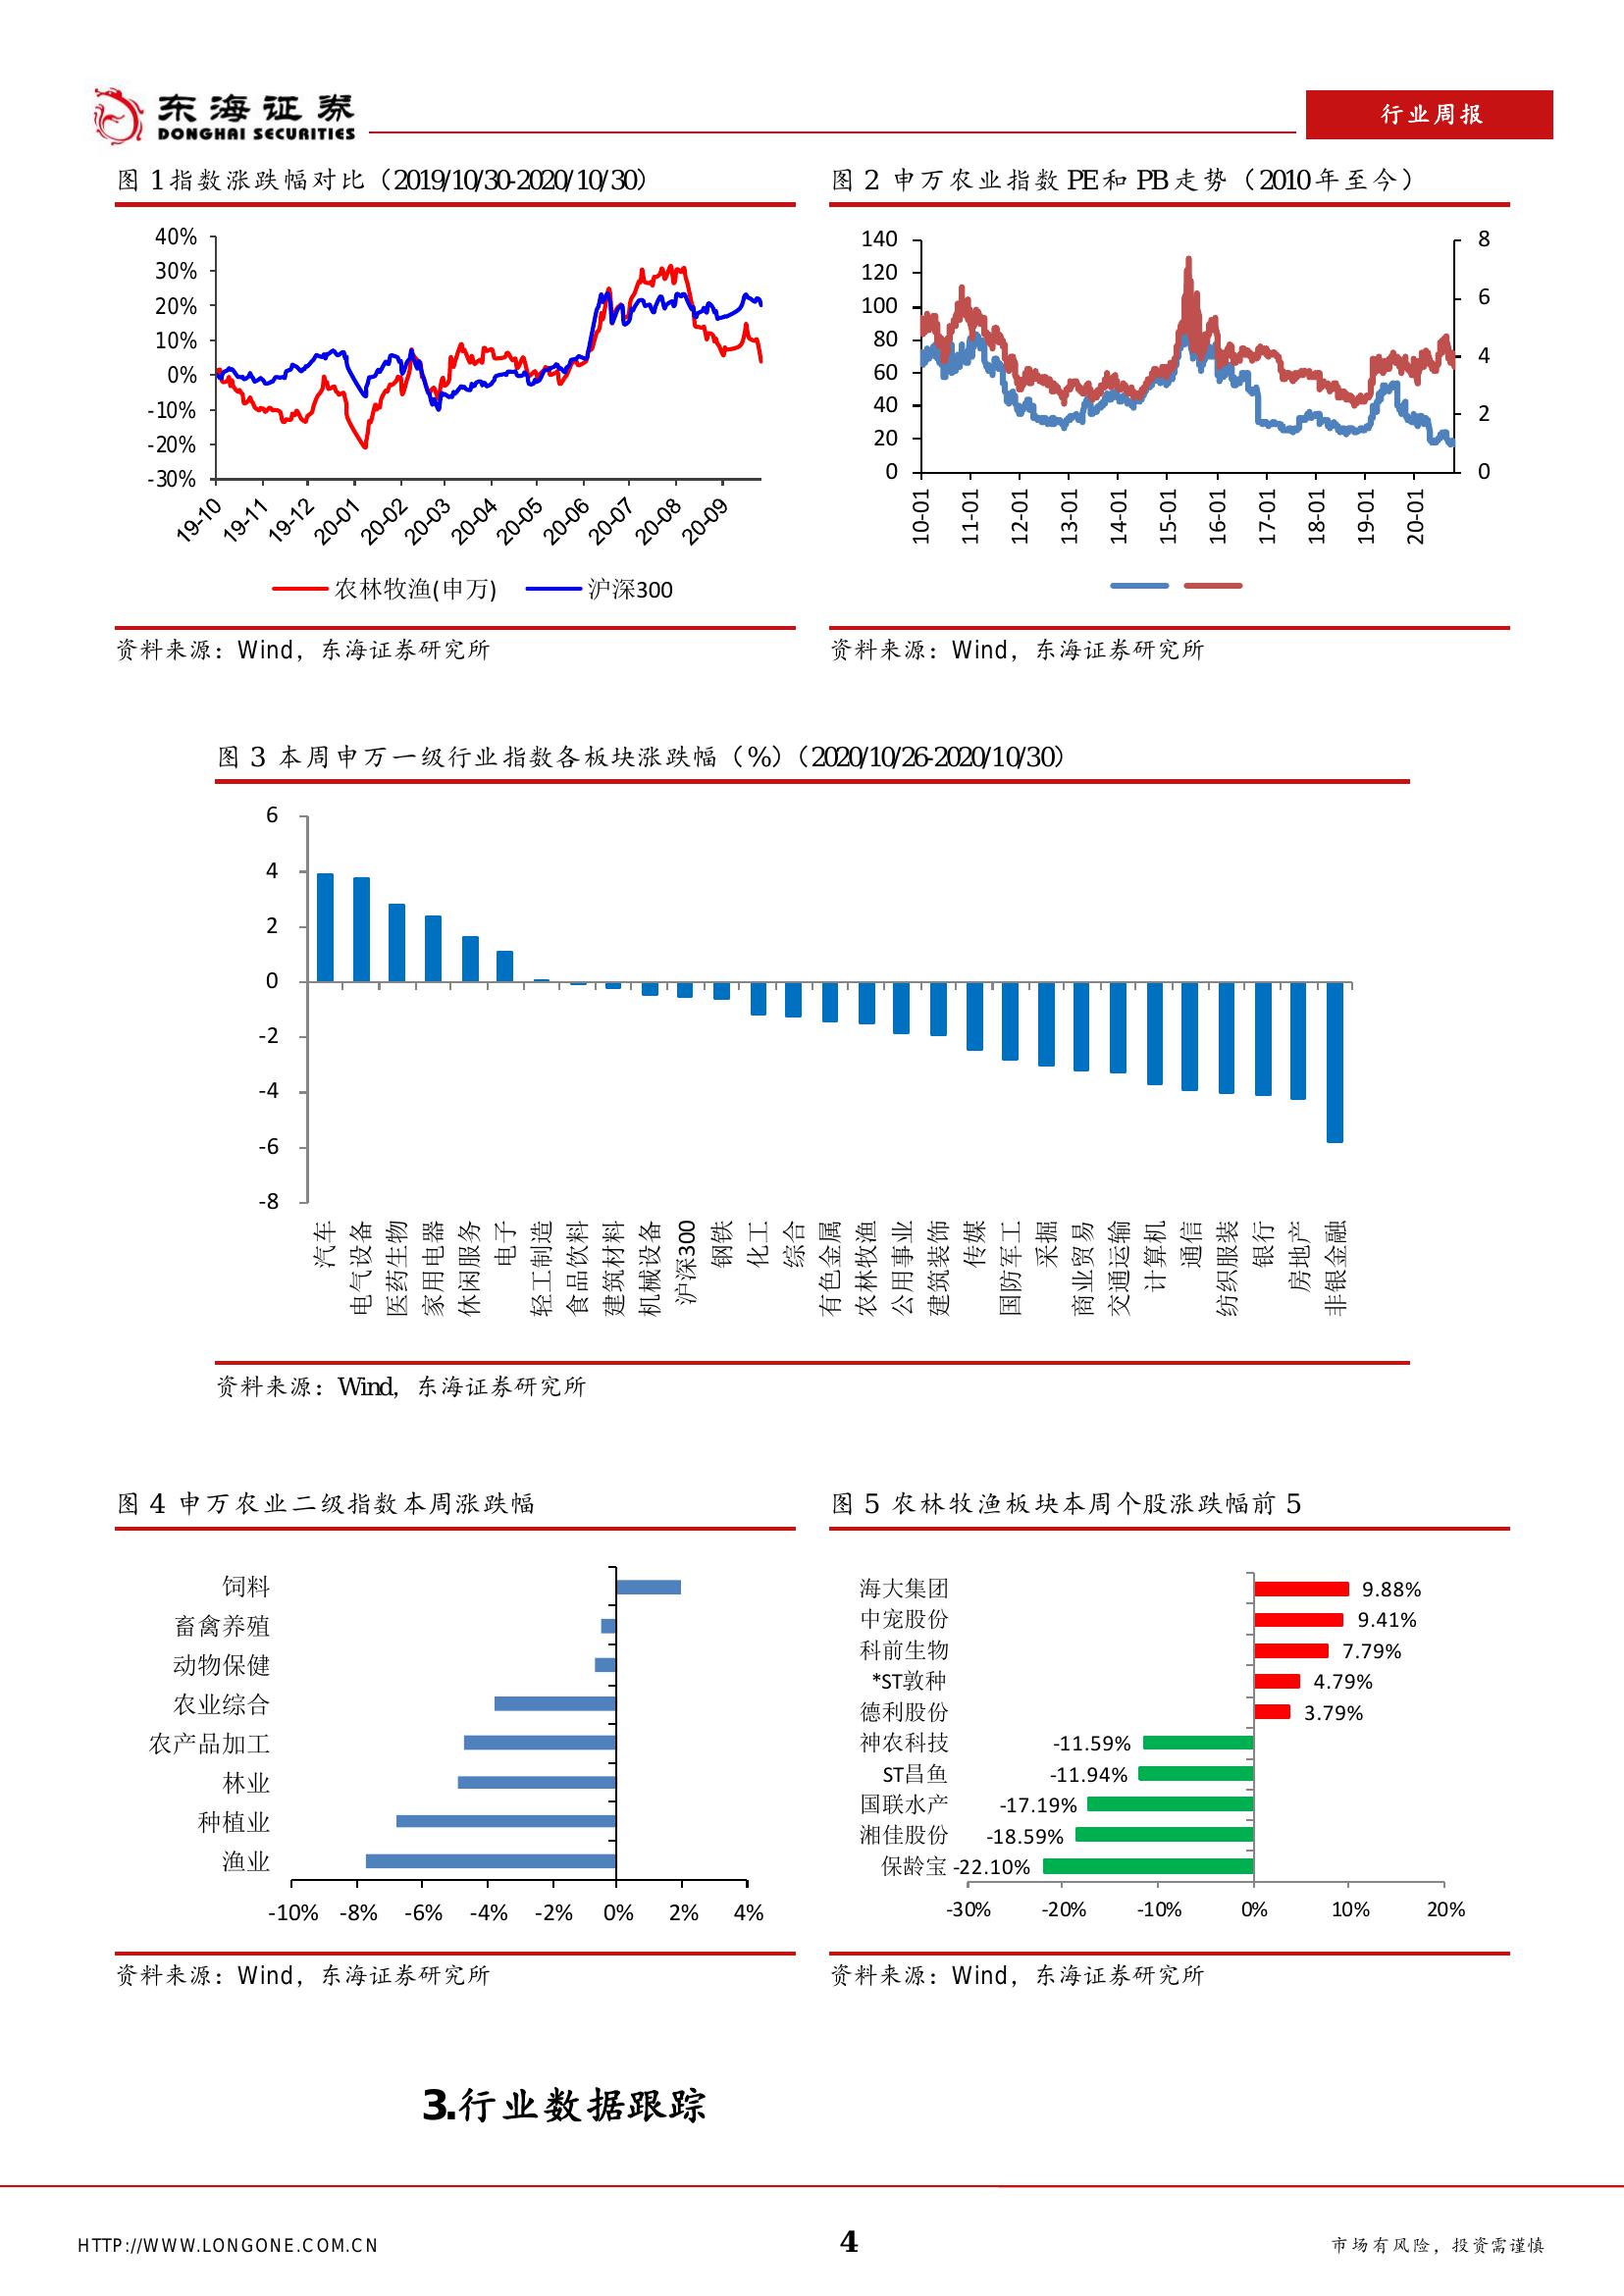 东海证券
DONGHAI SECURITIES
行业周报
图 1 指数涨跌幅对比（2019/10/30-2020/10/30）
40%
30%
20%
10%
0%
-10%
-20%
-30%
19-10 19-11 19-12 20-01 20-02 20-03 20-04 20-05 20-06 20-07 20-08 20-09
农林牧渔(申万) 沪深300
资料来源：Wind，东海证券研究所
图 2 申万农业指数 PE 和 PB 走势（2010 年至今）
140 8
120
100 6
80
60 4
40
20 2
0 0
10-01 11-01 12-01 13-01 14-01 15-01 16-01 17-01 18-01 19-01 20-01
资料来源：Wind，东海证券研究所
图 3 本周申万一级行业指数各板块涨跌幅（%）（2020/10/26-2020/10/30）
6
4
2
0
-2
-4
-6
-8
汽车 电气设备 医药生物 家用电器 休闲服务 电子 轻工制造 食品饮料 建筑材料 机械设备 沪深300 钢铁 化工 综合 有色金属 农林牧渔 公用事业 建筑装饰 传媒 国防军工 采掘 商业贸易 交通运输 计算机 通信 纺织服装 银行 房地产 非银金融
资料来源：Wind，东海证券研究所
图 4 申万农业二级指数本周涨跌幅
饲料
畜禽养殖
动物保健
农业综合
农产品加工
林业
种植业
渔业
-10% -8% -6% -4% -2% 0% 2% 4%
资料来源：Wind，东海证券研究所
图 5 农林牧渔板块本周个股涨跌幅前 5
海大集团 9.88%
中宠股份 9.41%
科前生物 7.79%
*ST敦种 4.79%
德利股份 3.79%
神农科技 -11.59%
ST昌鱼 -11.94%
国联水产 -17.19%
湘佳股份 -18.59%
保龄宝 -22.10%
-30% -20% -10% 0% 10% 20%
资料来源：Wind，东海证券研究所
3.行业数据跟踪
HTTP://WWW.LONGONE.COM.CN 4 市场有风险，投资需谨慎